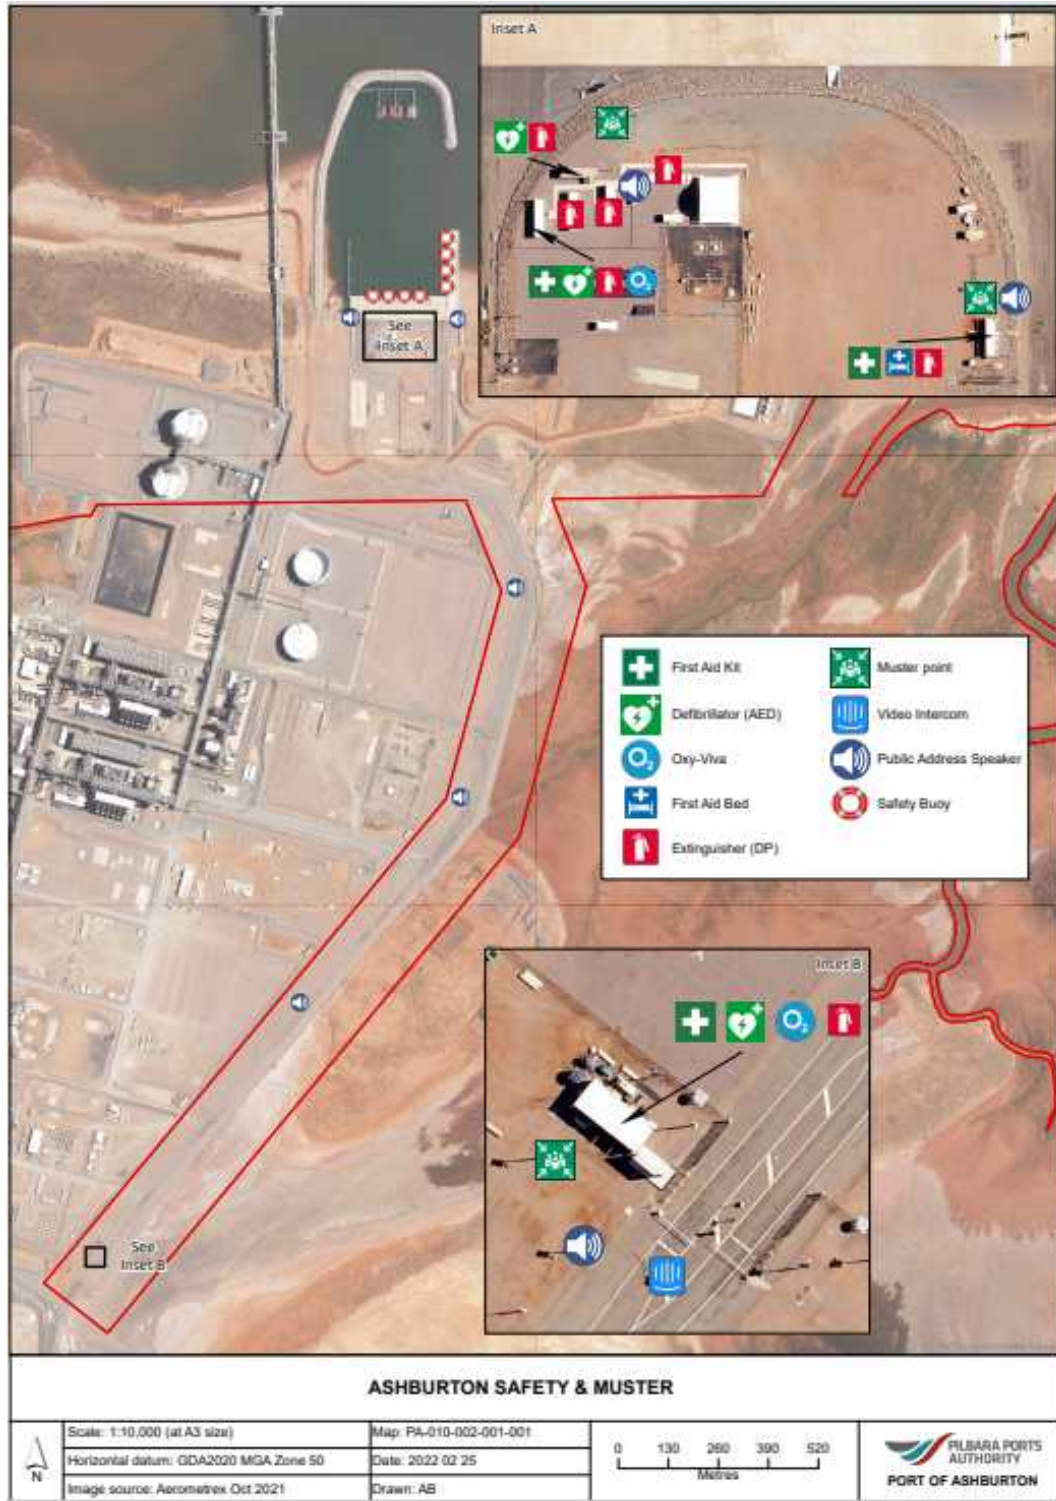 Inset A
See
Inset A
First Aid Kit
Muster point
Defibrillator (AED)
Video Intercom
O2
Oxy-Viva
Public Address Speaker
First Aid Bed
Safety Buoy
Extinguisher (DP)
Inset B
See
Inset B
ASHBURTON SAFETY & MUSTER
N
Scale: 1:10,000 (at A3 size)
Map: PA-010-002-001-001
Horizontal datum: GDA2020 MGA Zone 50
Date: 2022 02 25
Image source: Aerometrex Oct 2021
Drawn: AB
0 130 260 390 520
Metres
PILBARA PORTS
AUTHORITY
PORT OF ASHBURTON